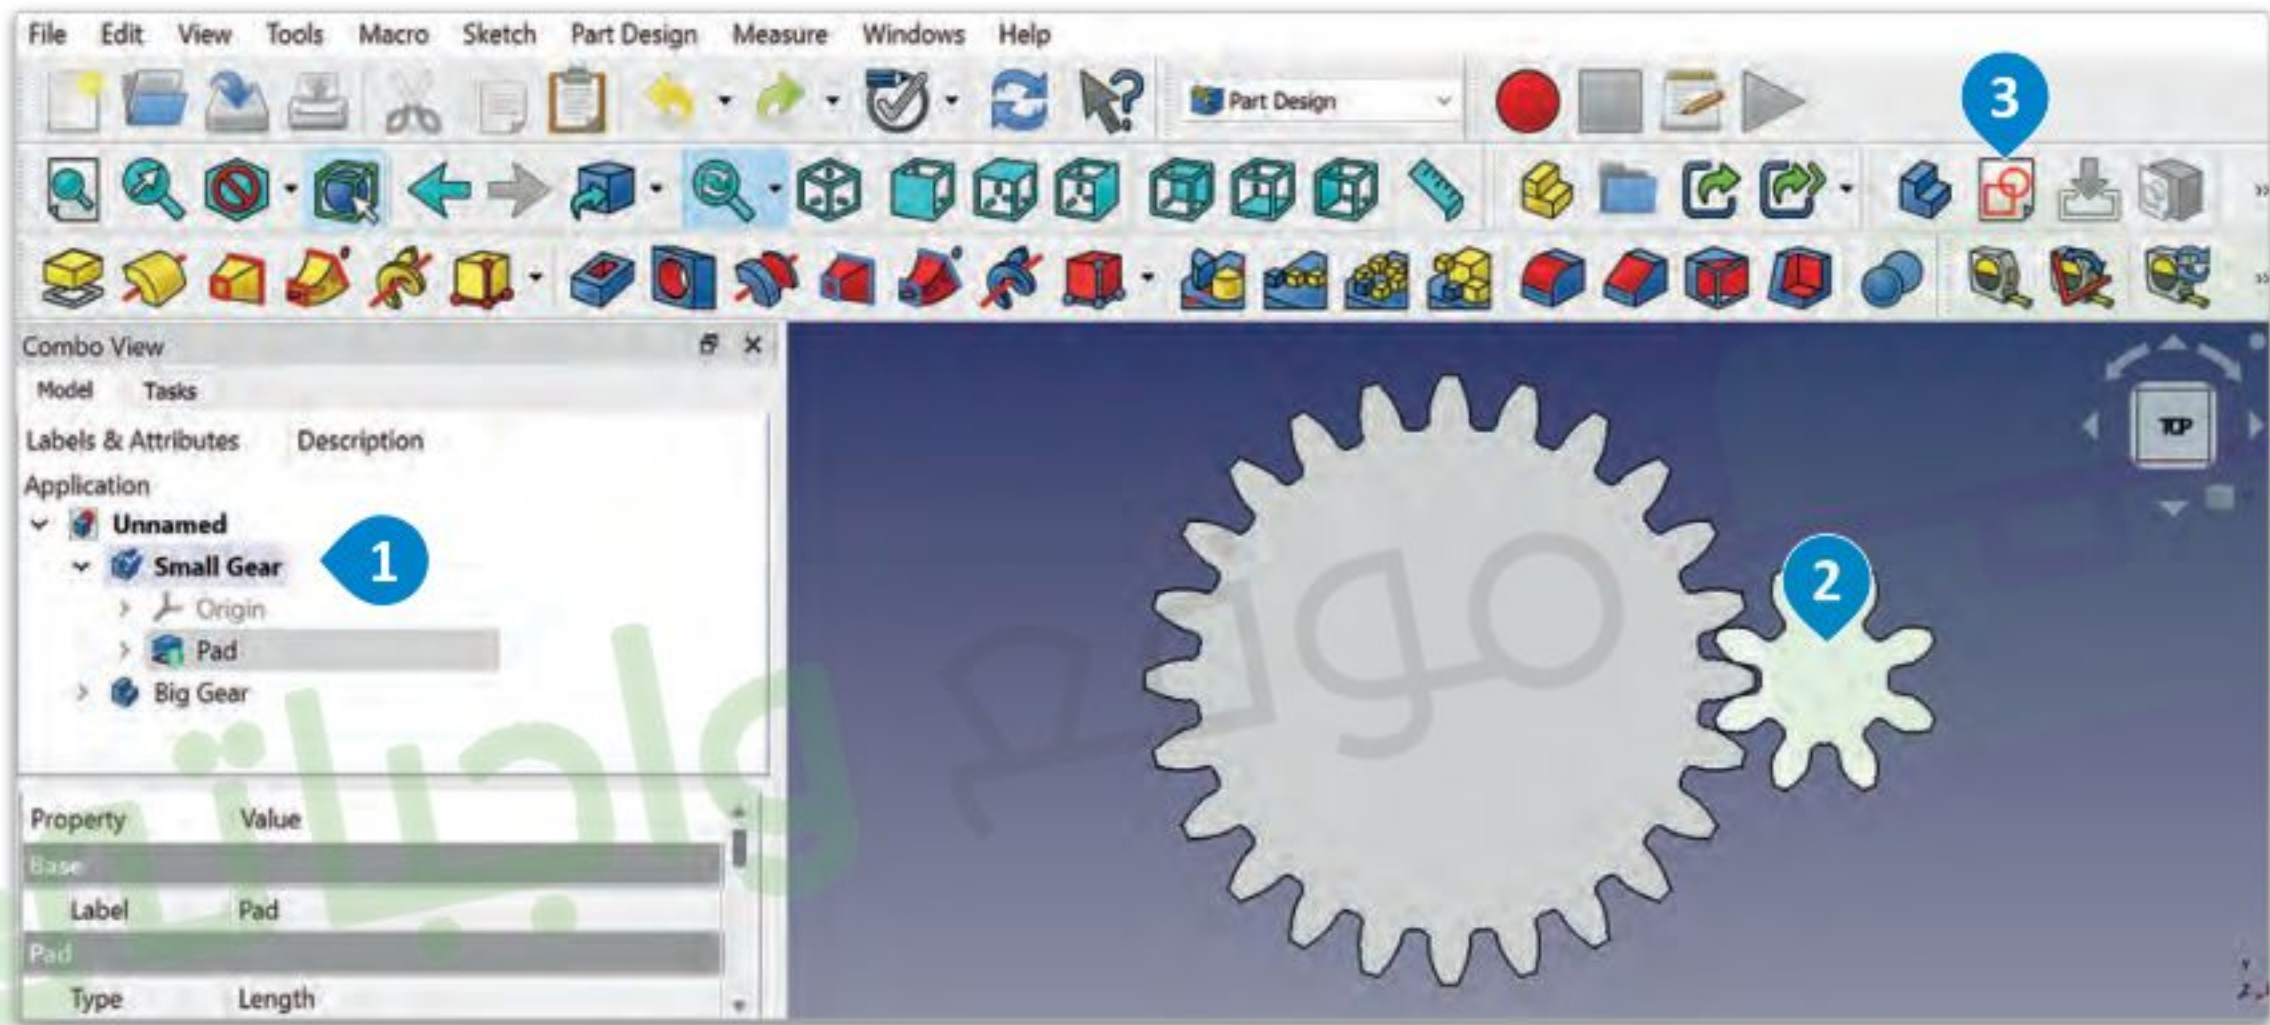 File Edit View Tools Macro Sketch Part Design Measure Windows Help
Part Design
3
Combo View
Model Tasks
Labels & Attributes Description
Application
Unnamed
Small Gear
1
Origin
Pad
Big Gear
2
TOP
Property Value
Base
Label Pad
Pad
Type Length
موقع
واجباتي
Y
Z